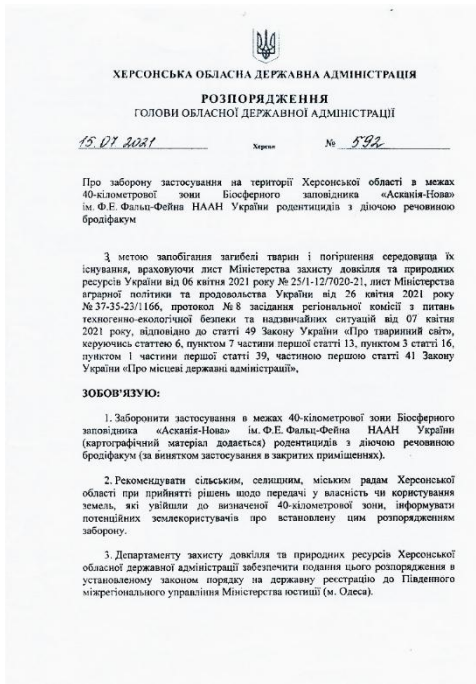 ХЕРСОНСЬКА ОБЛАСНА ДЕРЖАВНА АДМІНІСТРАЦІЯ
РОЗПОРЯДЖЕННЯ
ГОЛОВИ ОБЛАСНОЇ ДЕРЖАВНОЇ АДМІНІСТРАЦІЇ
15.07.2021 Херсон № 592
Про заборону застосування на території Херсонської області в межах
40-кілометрової зони Біосферного заповідника «Асканія-Нова»
ім. Ф.Е. Фальц-Фейна НААН України родентицидів з діючою речовиною
бродіфакум
З метою запобігання загибелі тварин і погіршення середовища їх
існування, враховуючи лист Міністерства захисту довкілля та природних
ресурсів України від 06 квітня 2021 року № 25/1-12/7020-21, лист Міністерства
аграрної політики та продовольства України від 26 квітня 2021 року
№ 37-35-23/1166, протокол № 8 засідання регіональної комісії з питань
техногенно-екологічної безпеки та надзвичайних ситуацій від 07 квітня
2021 року, відповідно до статті 49 Закону України «Про тваринний світ»,
керуючись статтею 6, пунктом 7 частини першої статті 13, пунктом 3 статті 16,
пунктом 1 частини першої статті 39, частиною першою статті 41 Закону
України «Про місцеві державні адміністрації»,
ЗОБОВ'ЯЗУЮ:
1. Заборонити застосування в межах 40-кілометрової зони Біосферного
заповідника «Асканія-Нова» ім. Ф.Е. Фальц-Фейна НААН України
(картографічний матеріал додається) родентицидів з діючою речовиною
бродіфакум (за винятком застосування в закритих приміщеннях).
2. Рекомендувати сільським, селищним, міським радам Херсонської
області при прийнятті рішень щодо передачі у власність чи користування
земель, які увійшли до визначеної 40-кілометрової зони, інформувати
потенційних землекористувачів про встановлену цим розпорядженням
заборону.
3. Департаменту захисту довкілля та природних ресурсів Херсонської
обласної державної адміністрації забезпечити подання цього розпорядження в
установленому законом порядку на державну реєстрацію до Південного
міжрегіонального управління Міністерства юстиції (м. Одеса).